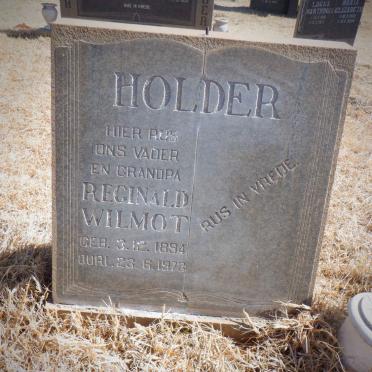 HOLDER
HIER RUS
ONS VADER
EN GRANDPA
REGINALD
WILMOT
GEB. 3.12.1894
OORL. 23.6.1973
RUS IN VREDE.